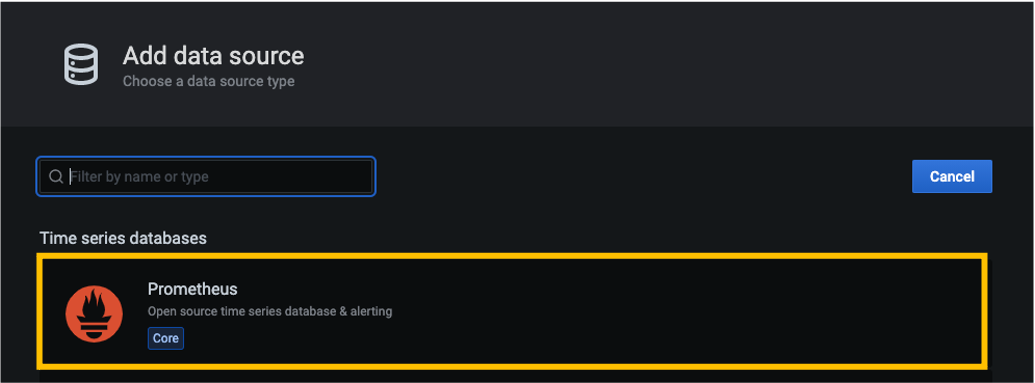 Add data source
Choose a data source type
Filter by name or type
Cancel
Time series databases
Prometheus
Open source time series database & alerting
Core